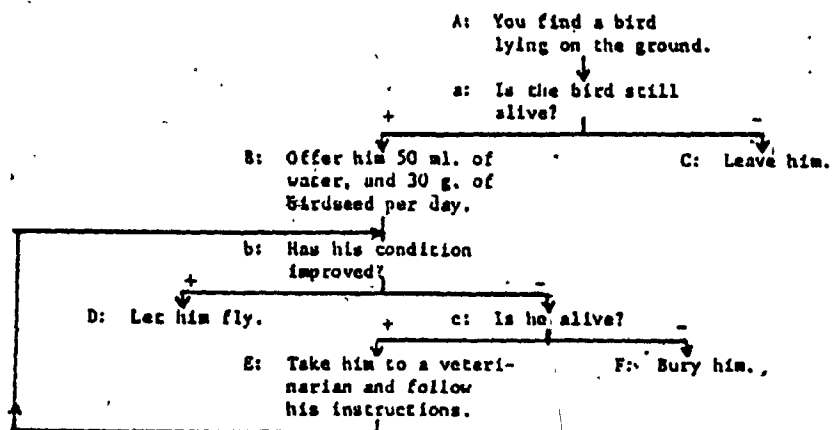 A: You find a bird
lying on the ground.
a: Is the bird still
alive?
+ -
B: Offer him 50 ml. of
water, and 30 g. of
birdseed per day.
C: Leave him.
b: Has his condition
improved?
+ -
D: Let him fly.
c: Is he alive?
+ -
E: Take him to a veteri-
narian and follow
his instructions.
F: Bury him.